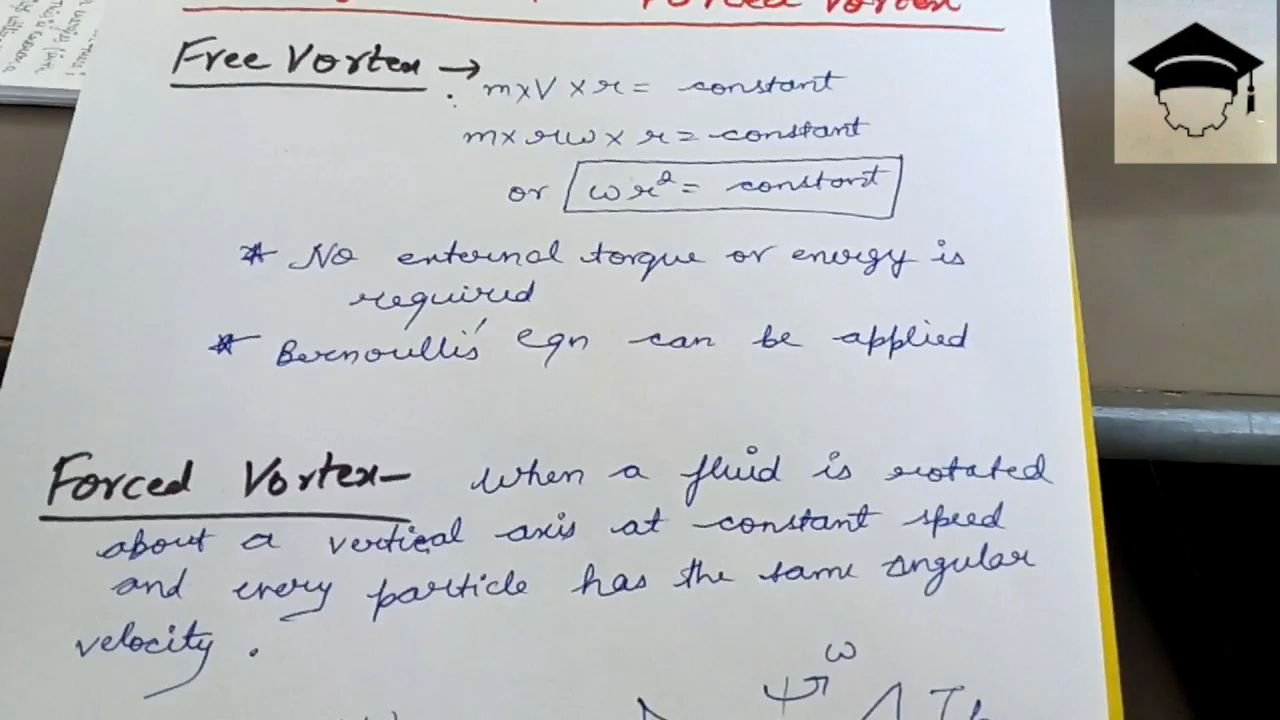 Forced Vortex
Free Vortex → m x V x r = constant
m x rω x r = constant
or ωr² = constant
* No external torque or energy is
required
* Bernoulli's eqn can be applied
Forced Vortex- When a fluid is rotated
about a vertical axis at constant speed
and every particle has the same angular
velocity.
ω